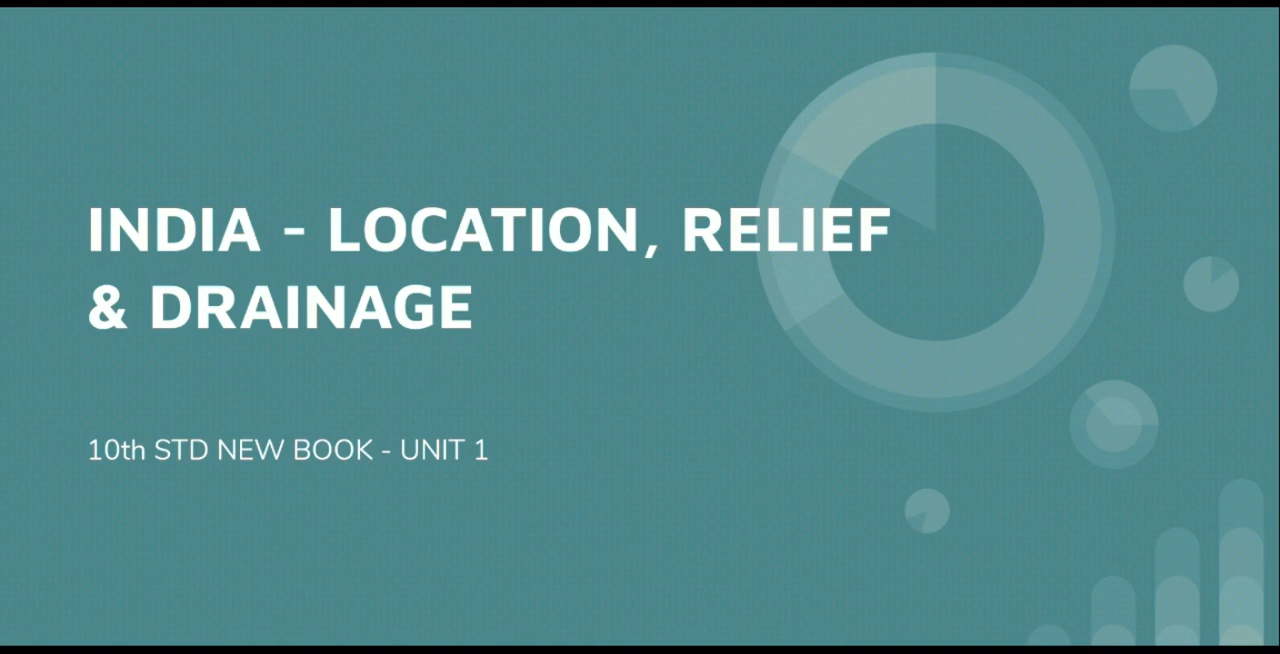 INDIA - LOCATION, RELIEF
& DRAINAGE
10th STD NEW BOOK - UNIT 1